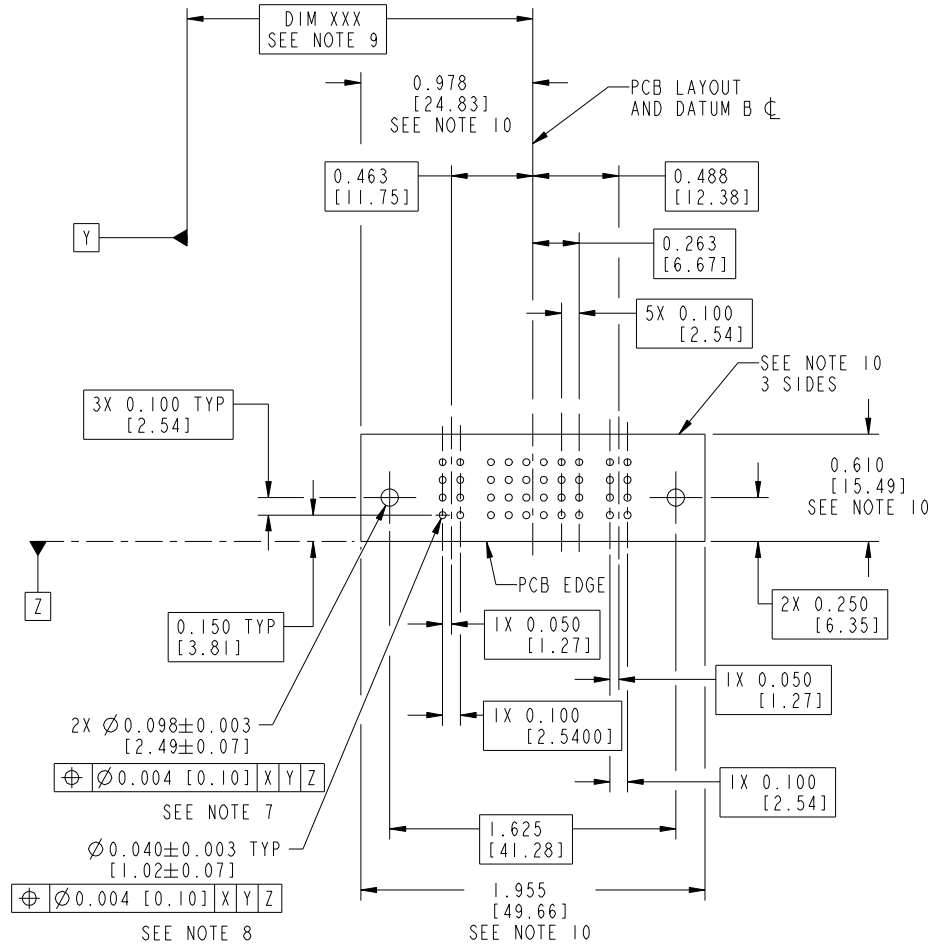 DIM XXX
SEE NOTE 9
0.978
[24.83]
SEE NOTE 10
PCB LAYOUT
AND DATUM B ℄
0.463
[11.75]
0.488
[12.38]
Y
0.263
[6.67]
5X 0.100
[2.54]
SEE NOTE 10
3 SIDES
3X 0.100 TYP
[2.54]
0.610
[15.49]
SEE NOTE 10
Z
PCB EDGE
0.150 TYP
[3.81]
1X 0.050
[1.27]
2X 0.250
[6.35]
1X 0.050
[1.27]
2X Ø0.098±0.003
[2.49±0.07]
⌖ Ø0.004 [0.10] X Y Z
SEE NOTE 7
1X 0.100
[2.5400]
1X 0.100
[2.54]
Ø0.040±0.003 TYP
[1.02±0.07]
⌖ Ø0.004 [0.10] X Y Z
SEE NOTE 8
1.625
[41.28]
1.955
[49.66]
SEE NOTE 10